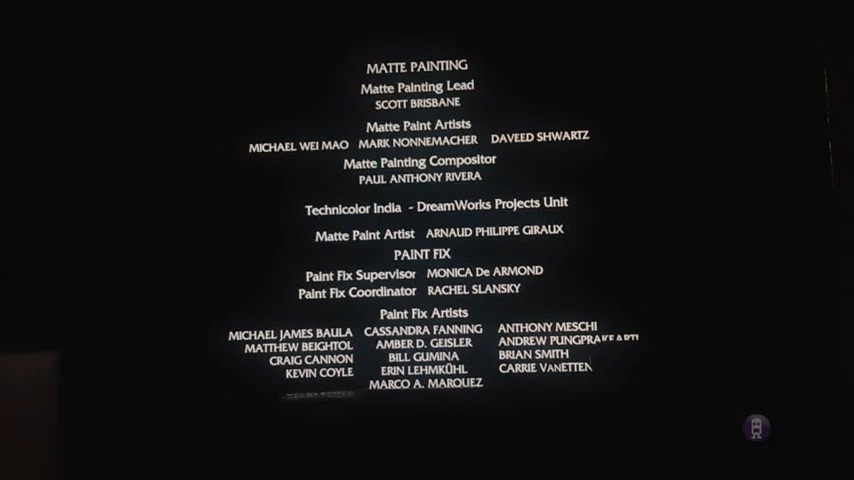 MATTE PAINTING
Matte Painting Lead
SCOTT BRISBANE
Matte Paint Artists
MICHAEL WEI MAO MARK NONNEMACHER DAVEED SHWARTZ
Matte Painting Compositor
PAUL ANTHONY RIVERA
Technicolor India - DreamWorks Projects Unit
Matte Paint Artist ARNAUD PHILIPPE GIRAUX
PAINT FIX
Paint Fix Supervisor MONICA De ARMOND
Paint Fix Coordinator RACHEL SLANSKY
Paint Fix Artists
MICHAEL JAMES BAULA CASSANDRA FANNING ANTHONY MESCHI
MATTHEW BEIGHTOL AMBER D. GEISLER ANDREW
CRAIG CANNON BILL GUMINA BRIAN SMITH
KEVIN COYLE ERIN LEHMKÜHL CARRIE VANETTEN
MARCO A. MARQUEZ